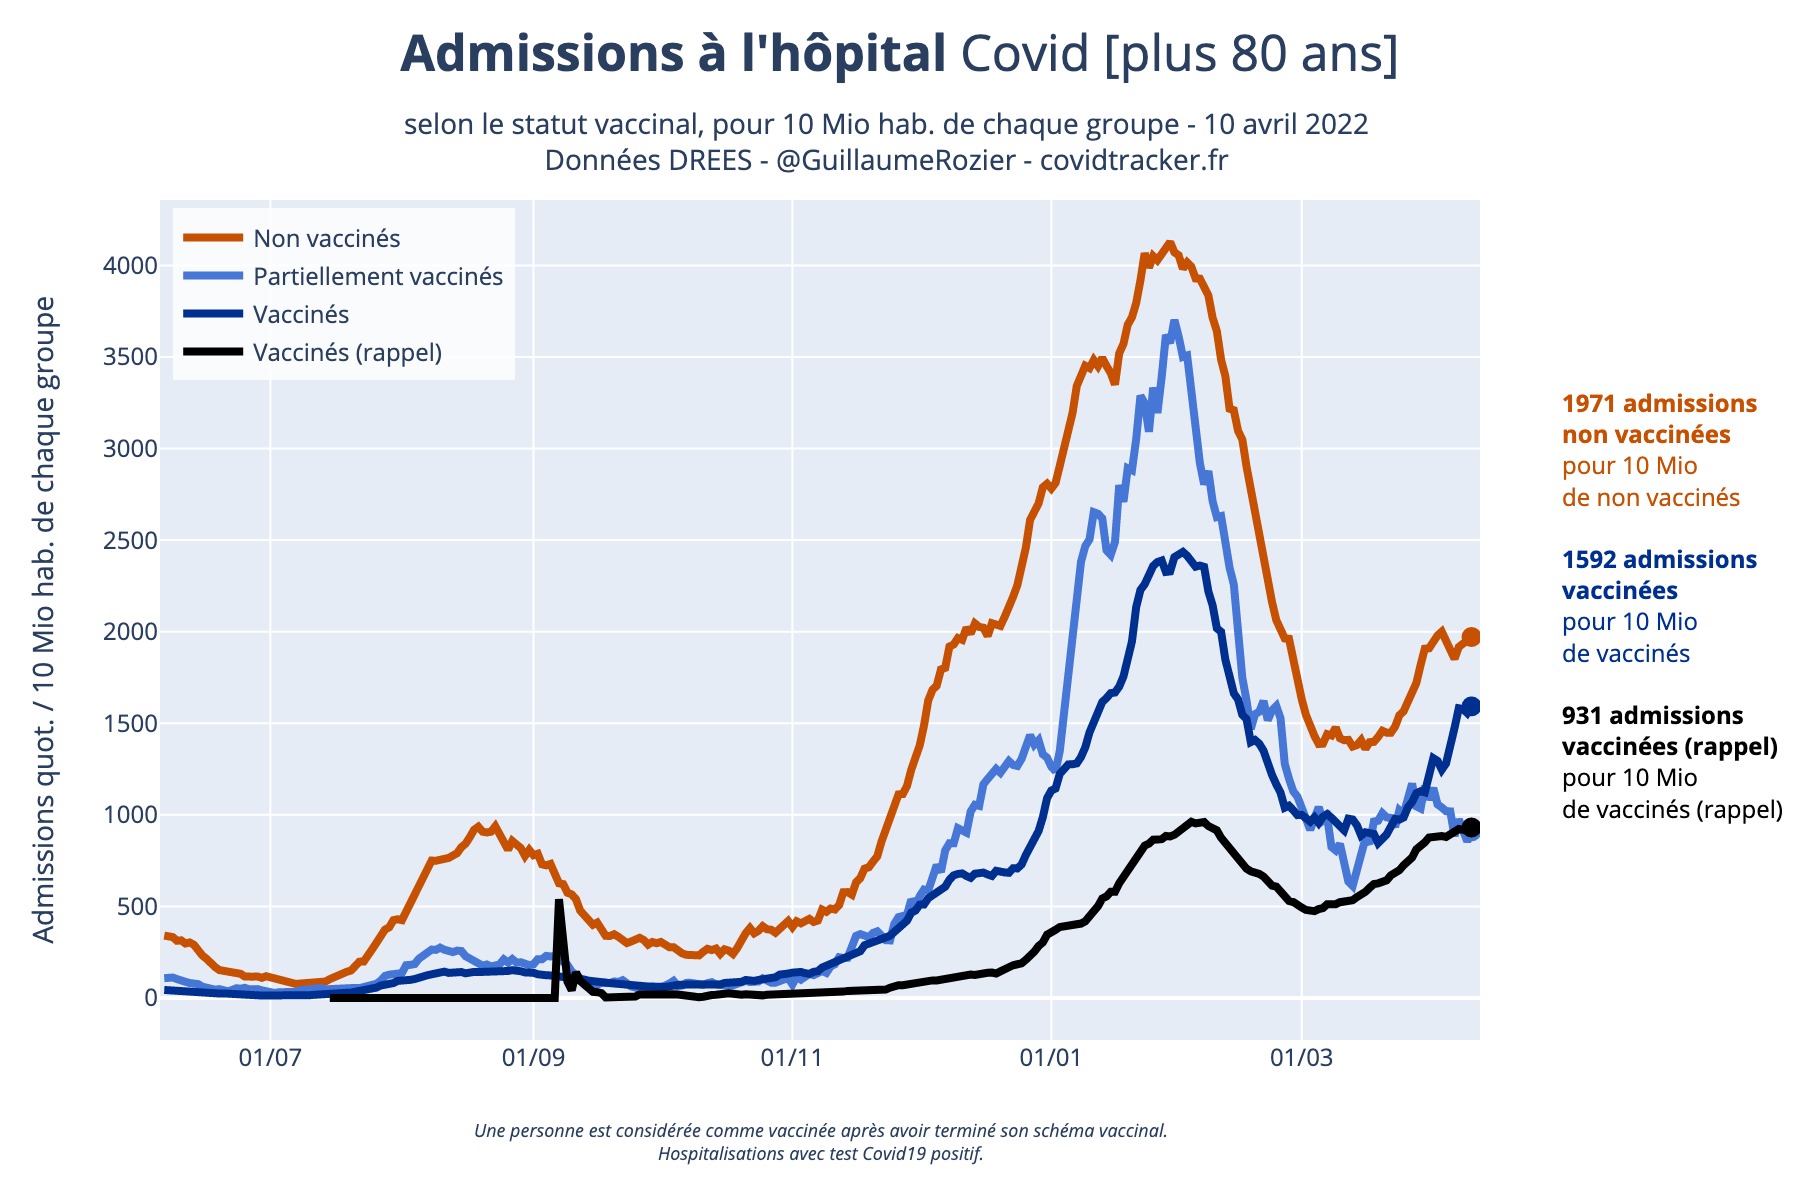 Admissions à l'hôpital Covid [plus 80 ans]
selon le statut vaccinal, pour 10 Mio hab. de chaque groupe - 10 avril 2022
Données DREES - @GuillaumeRozier - covidtracker.fr
Admissions quot. / 10 Mio hab. de chaque groupe
Non vaccinés
Partiellement vaccinés
Vaccinés
Vaccinés (rappel)
4000
3500
3000
2500
2000
1500
1000
500
0
01/07
01/09
01/11
01/01
01/03
1971 admissions
non vaccinées
pour 10 Mio
de non vaccinés
1592 admissions
vaccinées
pour 10 Mio
de vaccinés
931 admissions
vaccinées (rappel)
pour 10 Mio
de vaccinés (rappel)
Une personne est considérée comme vaccinée après avoir terminé son schéma vaccinal.
Hospitalisations avec test Covid19 positif.